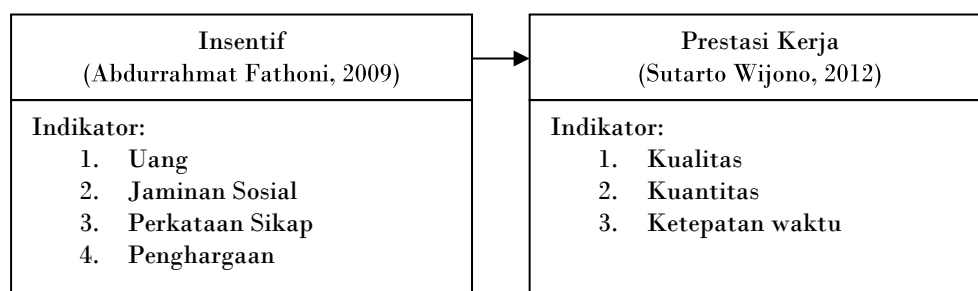 Insentif
(Abdurrahmat Fathoni, 2009)
Indikator:
1. Uang
2. Jaminan Sosial
3. Perkataan Sikap
4. Penghargaan
Prestasi Kerja
(Sutarto Wijono, 2012)
Indikator:
1. Kualitas
2. Kuantitas
3. Ketepatan waktu